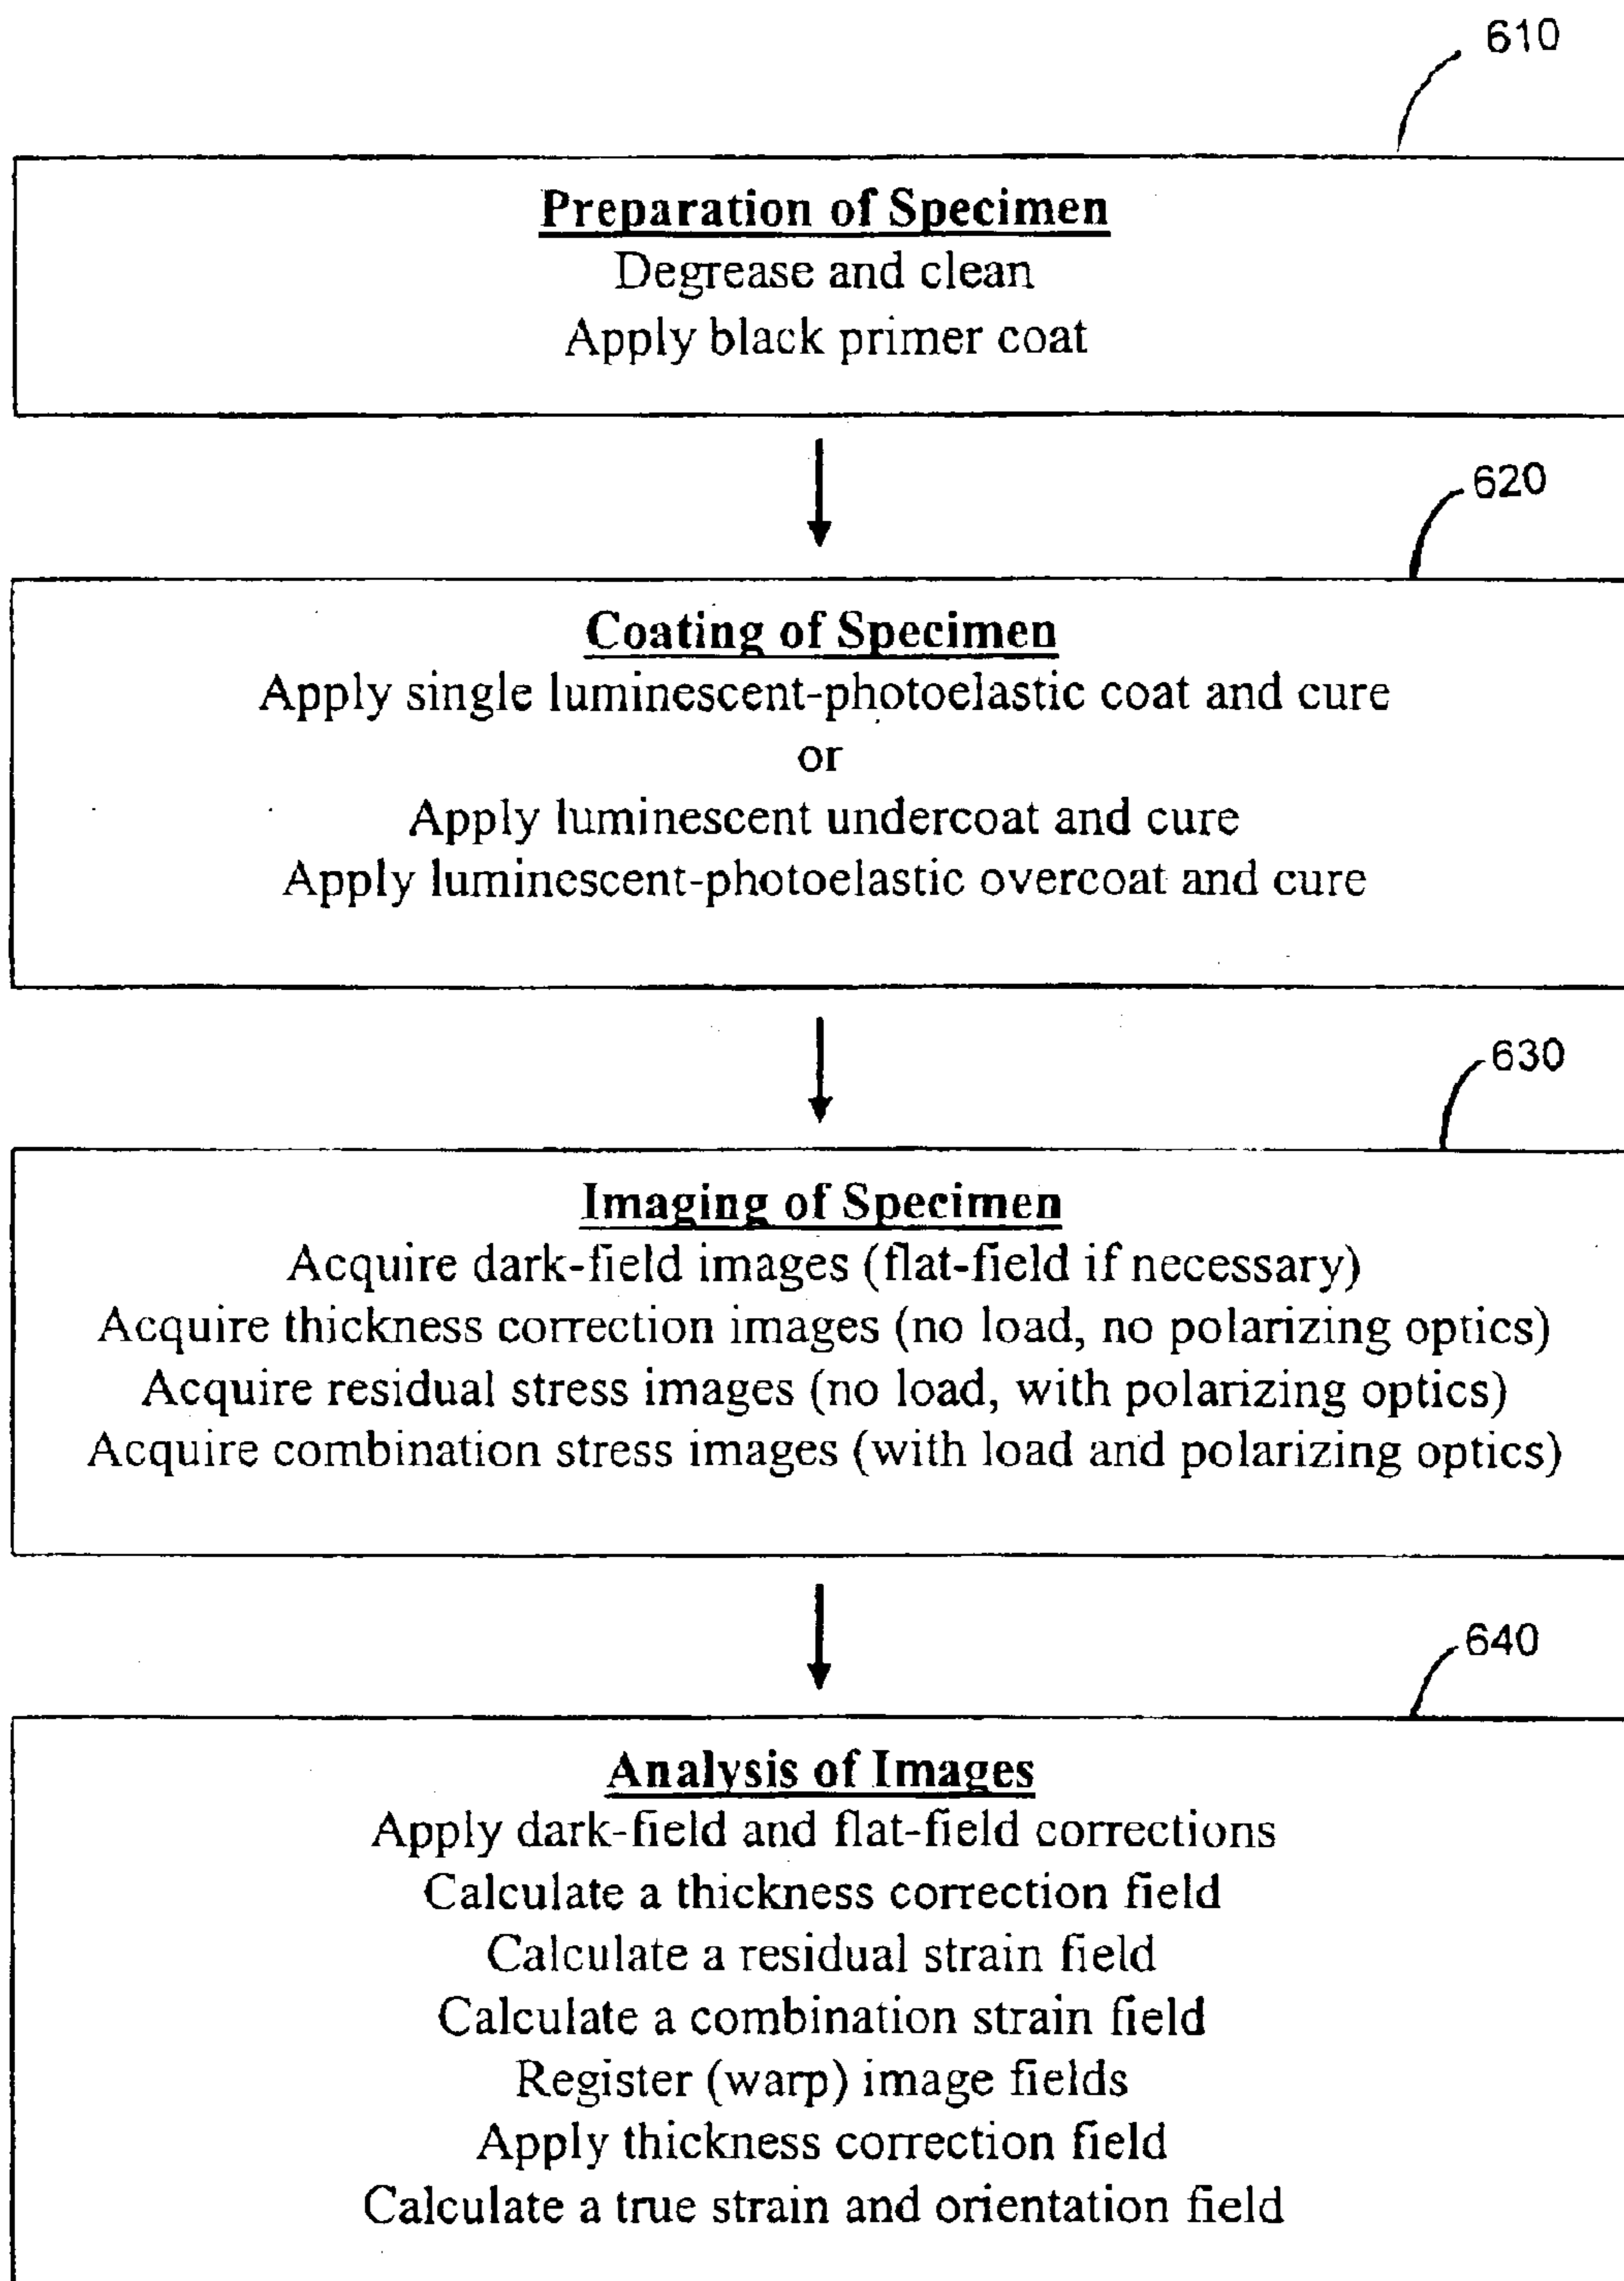 610
Preparation of Specimen
Degrease and clean
Apply black primer coat
620
Coating of Specimen
Apply single luminescent-photoelastic coat and cure
or
Apply luminescent undercoat and cure
Apply luminescent-photoelastic overcoat and cure
630
Imaging of Specimen
Acquire dark-field images (flat-field if necessary)
Acquire thickness correction images (no load, no polarizing optics)
Acquire residual stress images (no load, with polarizing optics)
Acquire combination stress images (with load and polarizing optics)
640
Analysis of Images
Apply dark-field and flat-field corrections
Calculate a thickness correction field
Calculate a residual strain field
Calculate a combination strain field
Register (warp) image fields
Apply thickness correction field
Calculate a true strain and orientation field